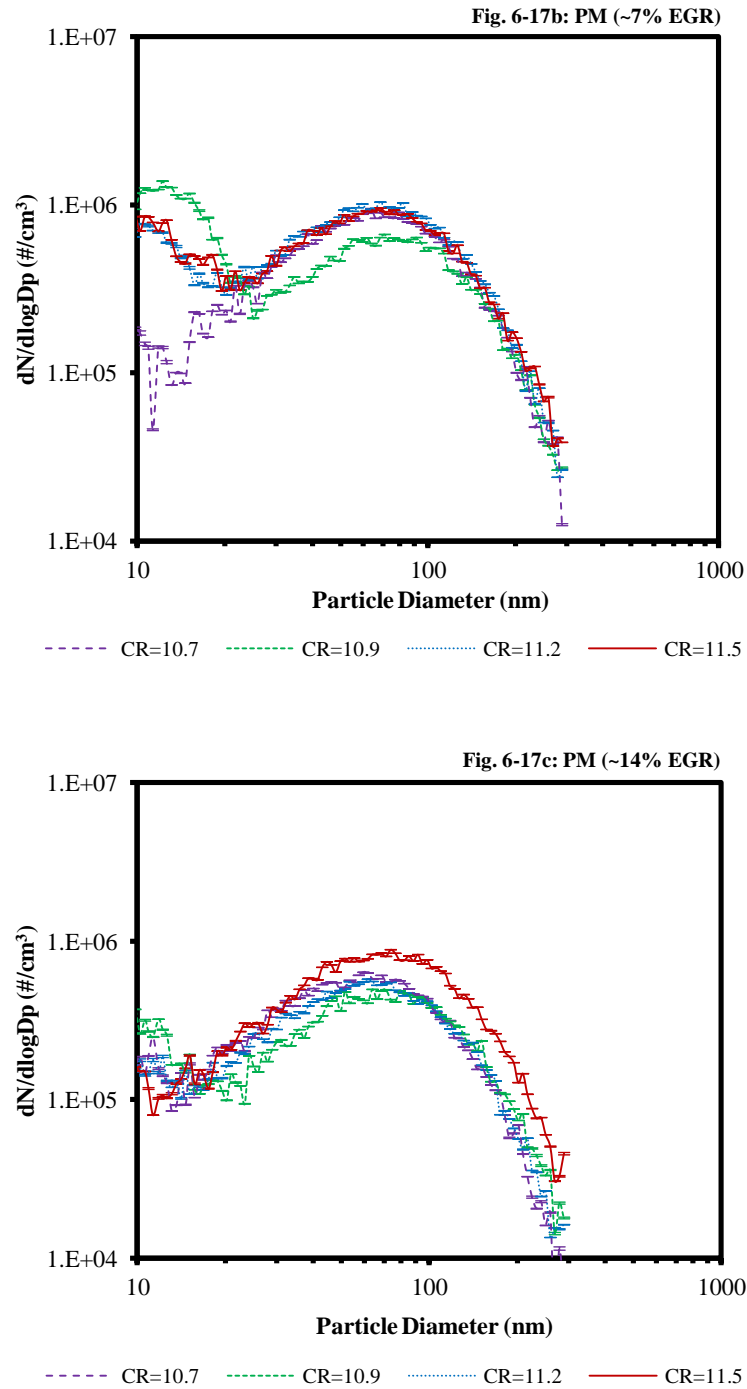 Fig. 6-17b: PM (~7% EGR)
1.E+07
1.E+06
1.E+05
1.E+04
dN/dlogDp (#/cm³)
10 100 1000
Particle Diameter (nm)
CR=10.7 CR=10.9 CR=11.2 CR=11.5
Fig. 6-17c: PM (~14% EGR)
1.E+07
1.E+06
1.E+05
1.E+04
dN/dlogDp (#/cm³)
10 100 1000
Particle Diameter (nm)
CR=10.7 CR=10.9 CR=11.2 CR=11.5